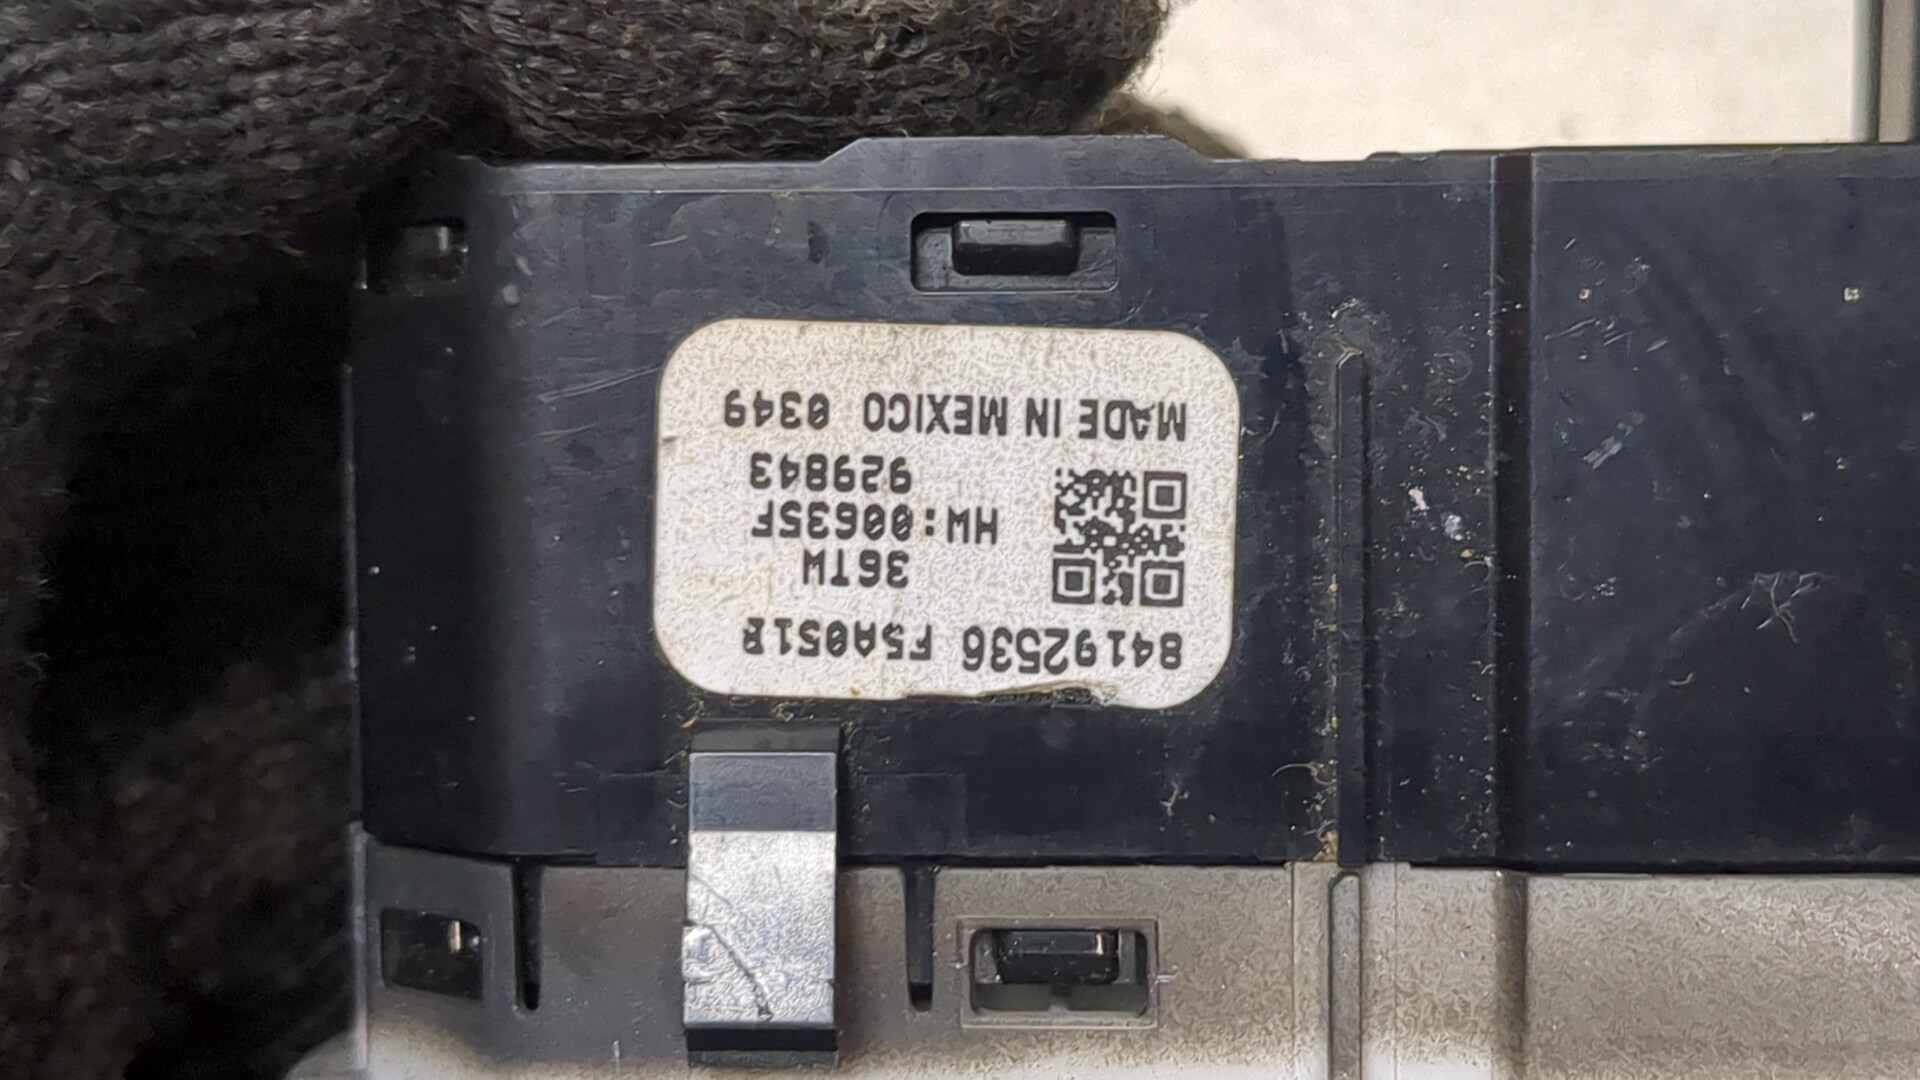 84192536 F5A051B
36TW
HW:00635F
929843
MADE IN MEXICO 0349